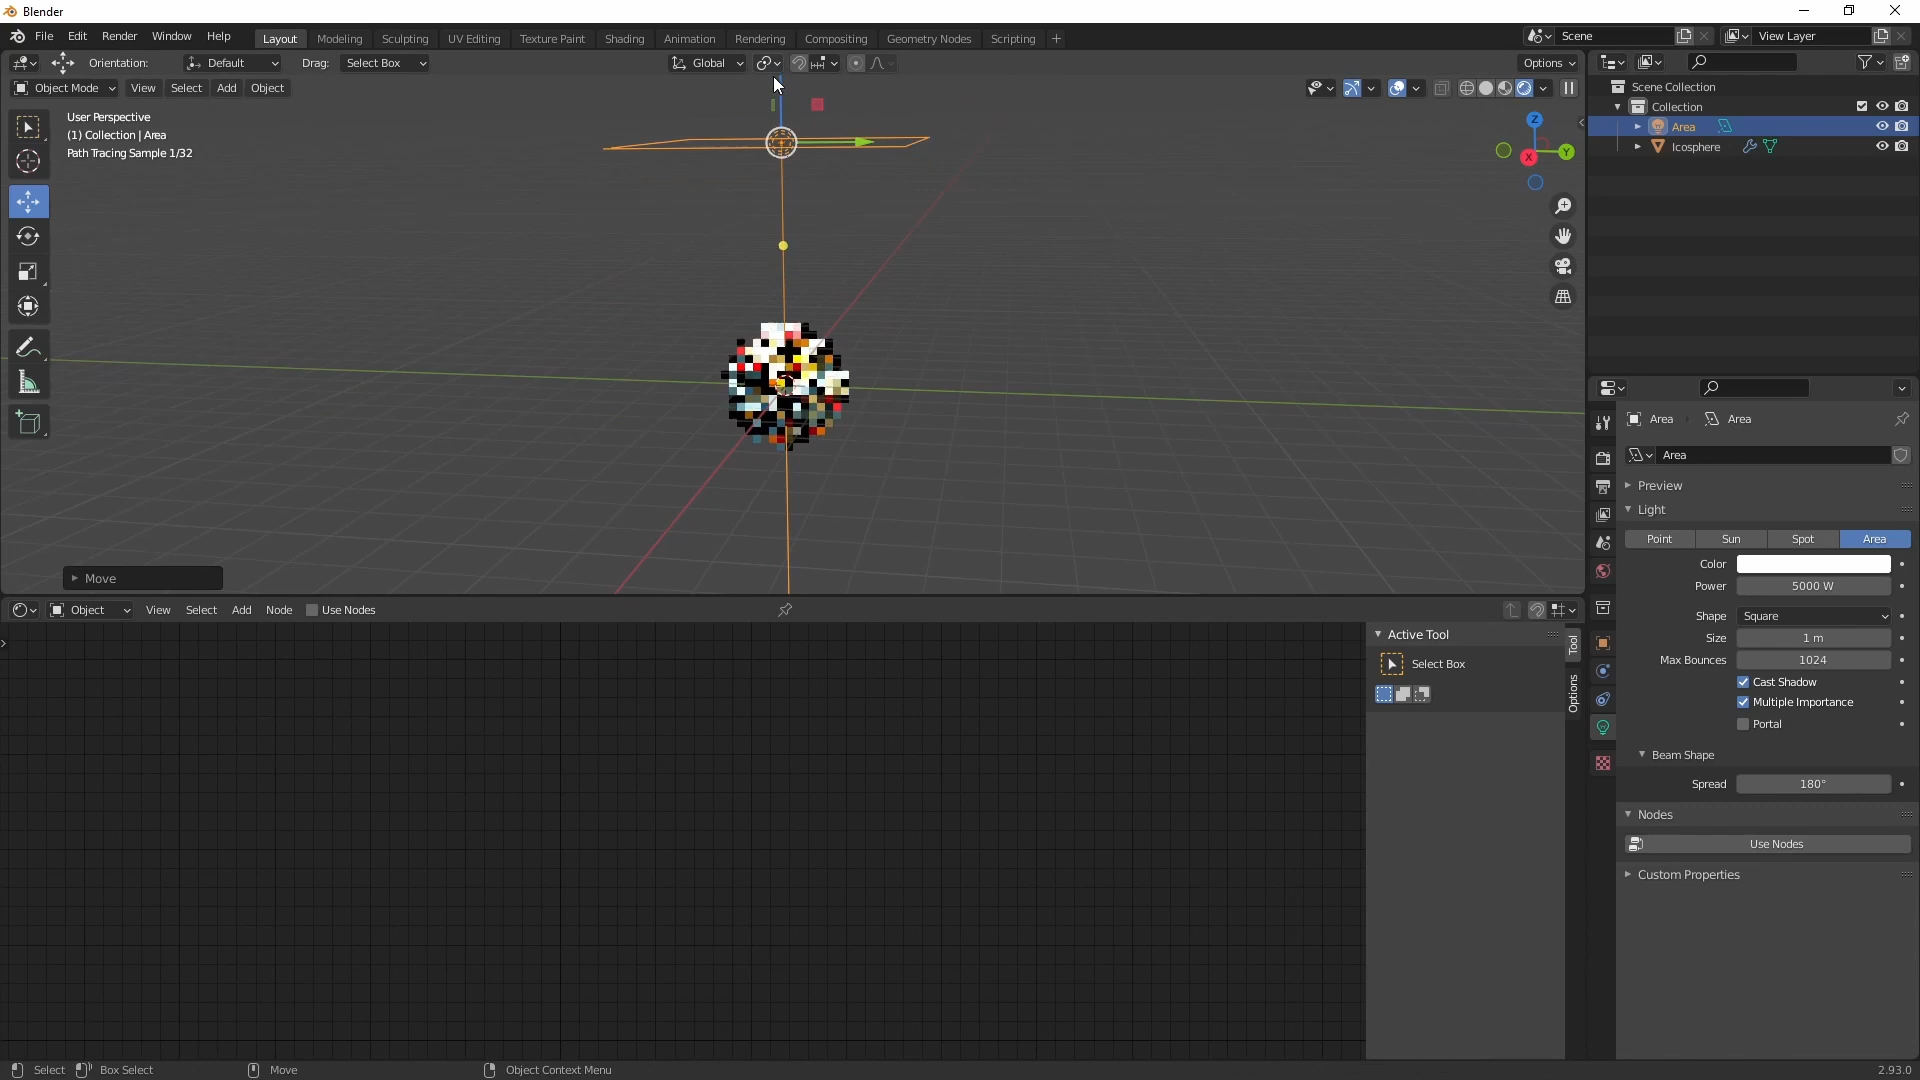 Blender
File Edit Render Window Help Layout Modeling Sculpting UV Editing Texture Paint Shading Animation Rendering Compositing Geometry Nodes Scripting + Scene View Layer
Orientation: Default Drag: Select Box Global Options
Object Mode View Select Add Object
User Perspective
(1) Collection | Area
Path Tracing Sample 1/32
Z
Y
X
Move
Scene Collection
Collection
Area
Icosphere
Area Area
Area
Preview
Light
Point Sun Spot Area
Color
Power 5000 W
Shape Square
Size 1 m
Max Bounces 1024
Cast Shadow
Multiple Importance
Portal
Beam Shape
Spread 180°
Nodes
Use Nodes
Custom Properties
Object View Select Add Node Use Nodes
Active Tool
Select Box
Tool
Options
Select Box Select Move Object Context Menu 2.93.0